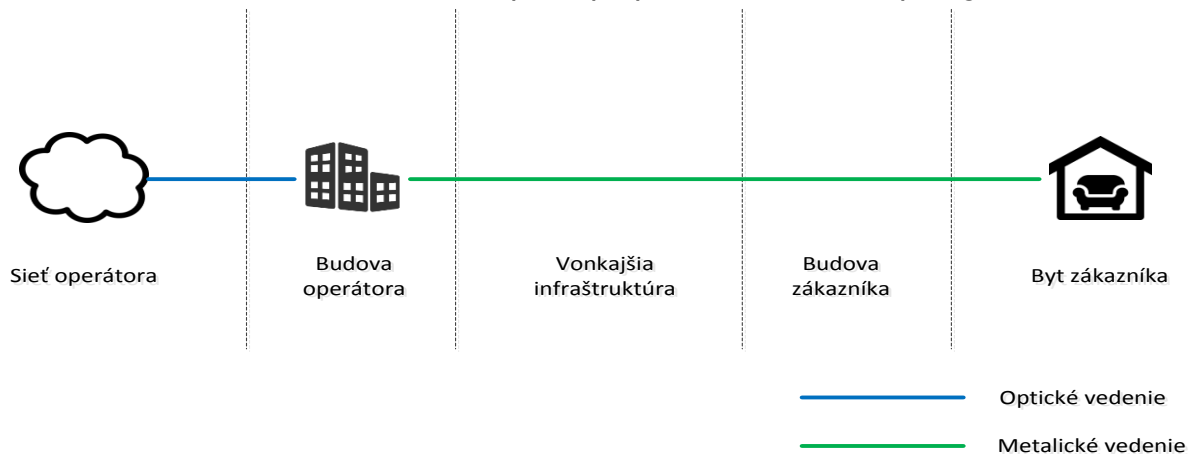 Sieť operátora
Budova
operátora
Vonkajšia
infraštruktúra
Budova
zákazníka
Byt zákazníka
Optické vedenie
Metalické vedenie